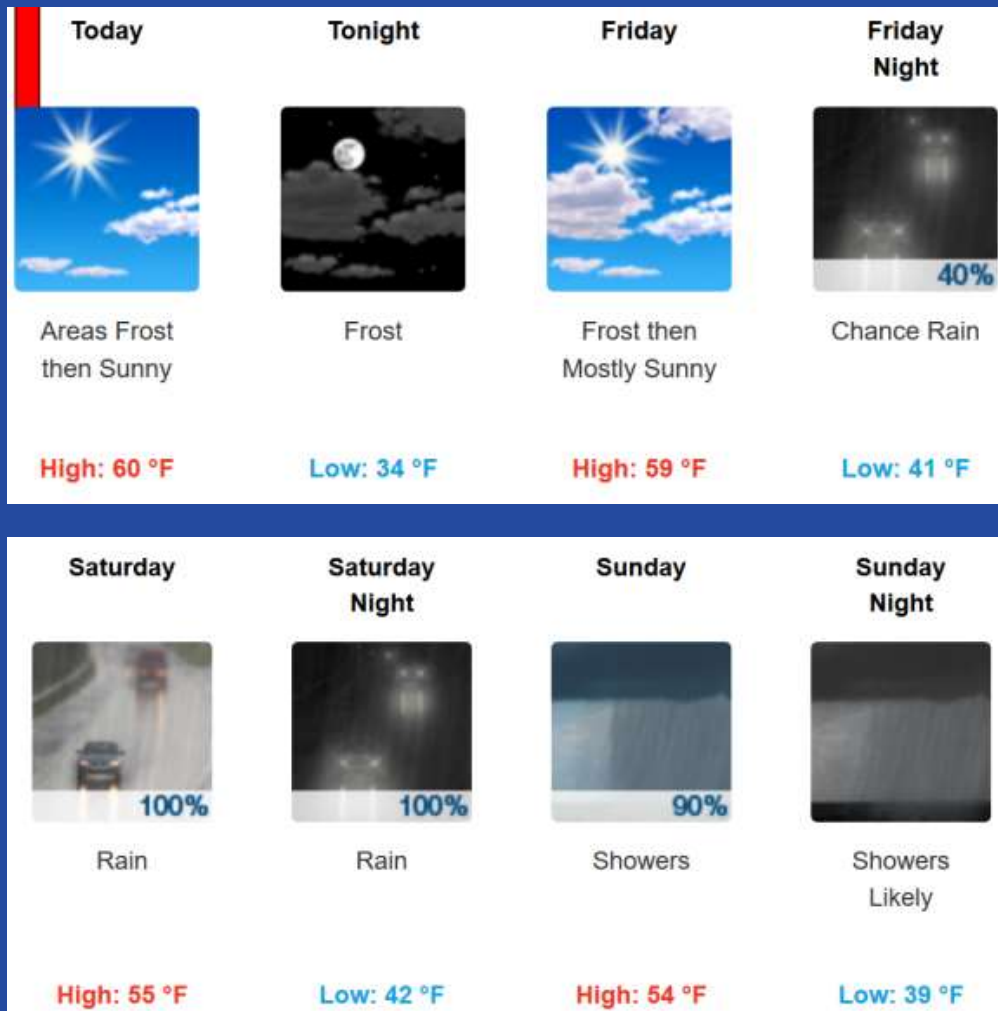 Today
Tonight
Friday
Friday
Night
40%
Areas Frost
then Sunny
Frost
Frost then
Mostly Sunny
Chance Rain
High: 60 °F
Low: 34 °F
High: 59 °F
Low: 41 °F
Saturday
Saturday
Night
Sunday
Sunday
Night
100%
100%
90%
Rain
Rain
Showers
Showers
Likely
High: 55 °F
Low: 42 °F
High: 54 °F
Low: 39 °F